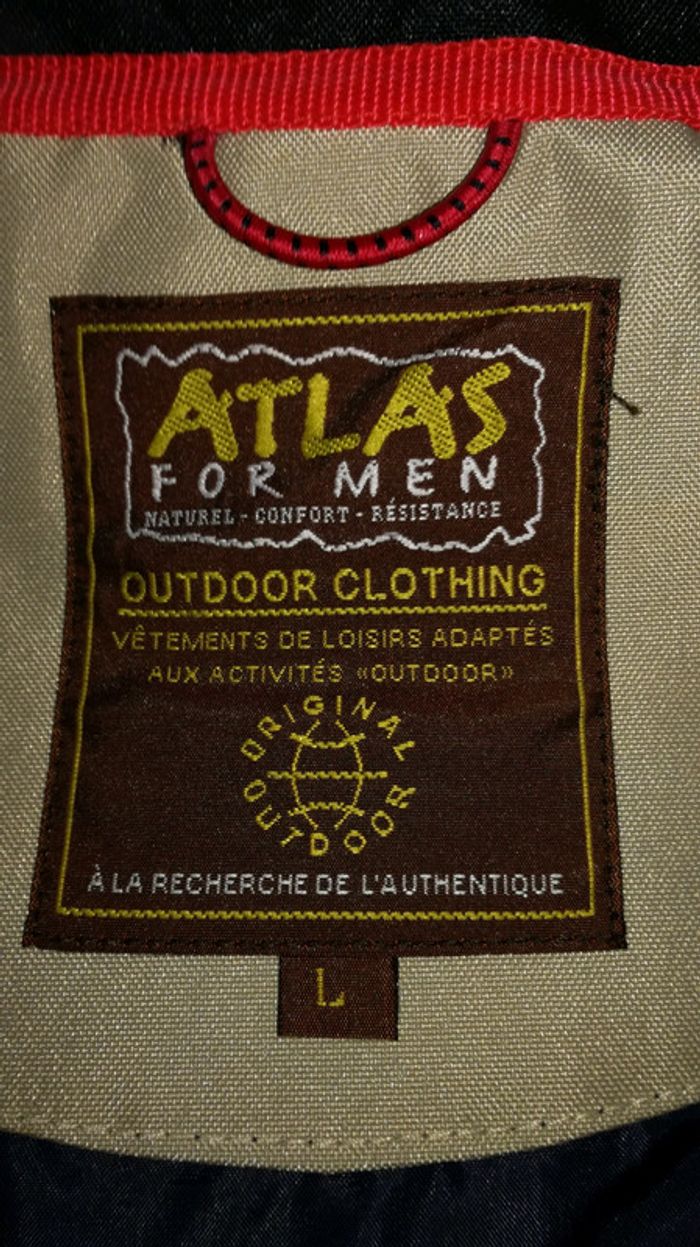 ATLAS
FOR MEN
NATUREL - CONFORT - RÉSISTANCE
OUTDOOR CLOTHING
VÊTEMENTS DE LOISIRS ADAPTÉS
AUX ACTIVITÉS «OUTDOOR»
ORIGINAL
OUTDOOR
À LA RECHERCHE DE L'AUTHENTIQUE
L